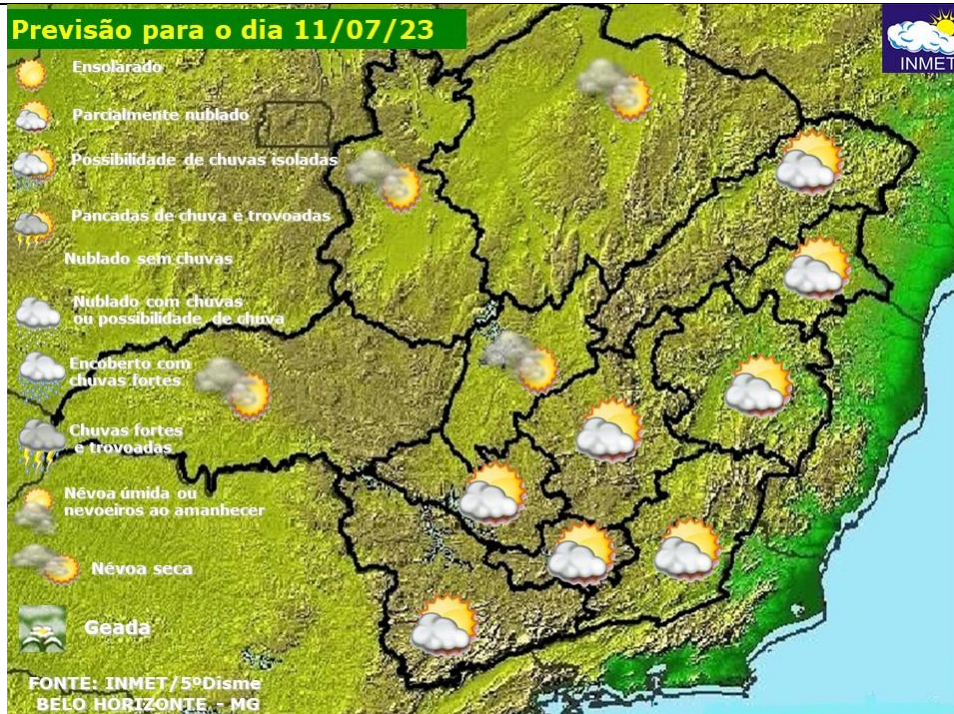 Previsão para o dia 11/07/23
INMET
Ensolarado
Parcialmente nublado
Possibilidade de chuvas isoladas
Pancadas de chuva e trovoadas
Nublado sem chuvas
Nublado com chuvas
ou possibilidade de chuva
Encoberto com
chuvas fortes
Chuvas fortes
e trovoadas
Névoa úmida ou
nevoeiros ao amanhecer
Névoa seca
Geada
FONTE: INMET/5ºDisme
BELO HORIZONTE - MG